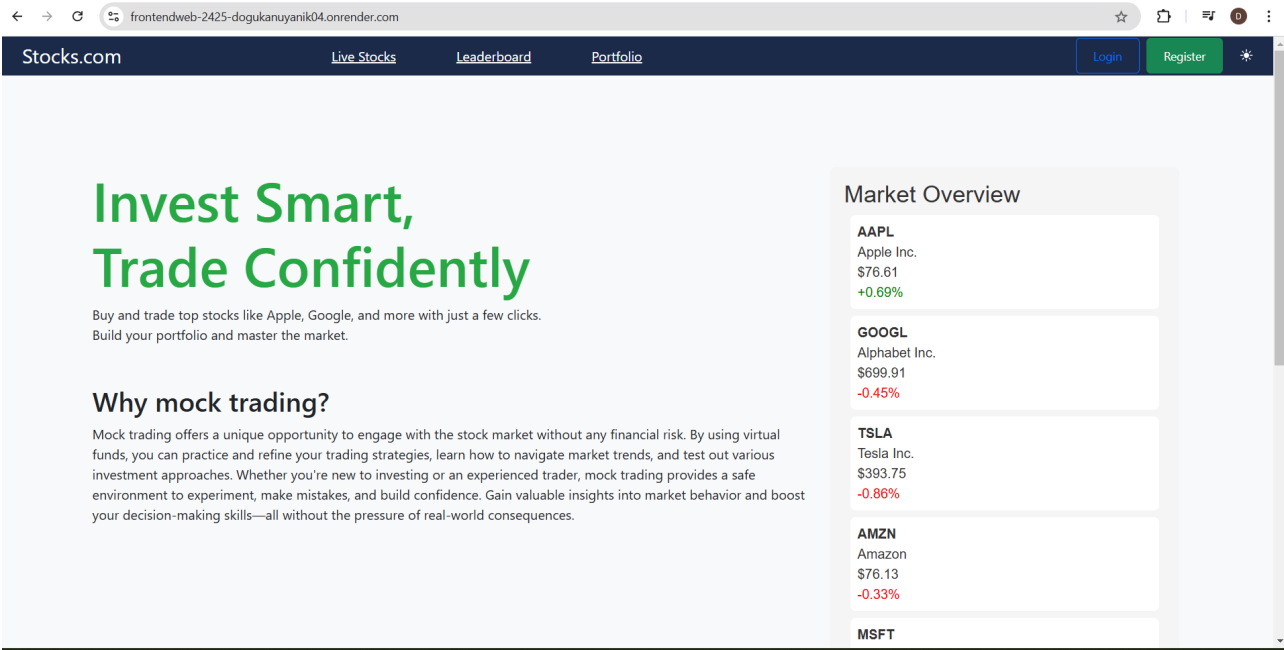 frontendweb-2425-dogukanuyanik04.onrender.com
D
Stocks.com
Live Stocks
Leaderboard
Portfolio
Login
Register
Invest Smart,
Trade Confidently
Buy and trade top stocks like Apple, Google, and more with just a few clicks.
Build your portfolio and master the market.
Why mock trading?
Mock trading offers a unique opportunity to engage with the stock market without any financial risk. By using virtual
funds, you can practice and refine your trading strategies, learn how to navigate market trends, and test out various
investment approaches. Whether you're new to investing or an experienced trader, mock trading provides a safe
environment to experiment, make mistakes, and build confidence. Gain valuable insights into market behavior and boost
your decision-making skills—all without the pressure of real-world consequences.
Market Overview
AAPL
Apple Inc.
$76.61
+0.69%
GOOGL
Alphabet Inc.
$699.91
-0.45%
TSLA
Tesla Inc.
$393.75
-0.86%
AMZN
Amazon
$76.13
-0.33%
MSFT